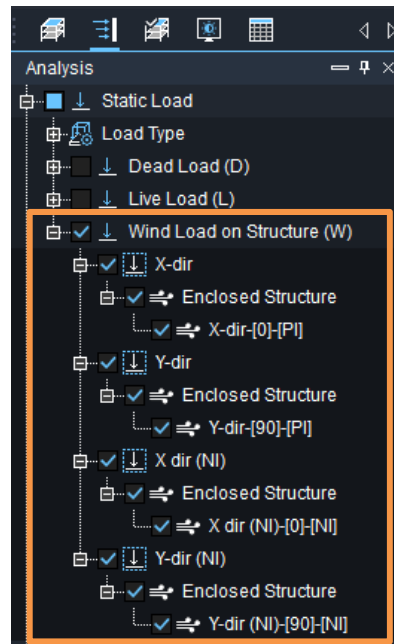 Analysis
Static Load
Load Type
Dead Load (D)
Live Load (L)
Wind Load on Structure (W)
X-dir
Enclosed Structure
X-dir-[0]-[PI]
Y-dir
Enclosed Structure
Y-dir-[90]-[PI]
X dir (NI)
Enclosed Structure
X dir (NI)-[0]-[NI]
Y-dir (NI)
Enclosed Structure
Y-dir (NI)-[90]-[NI]